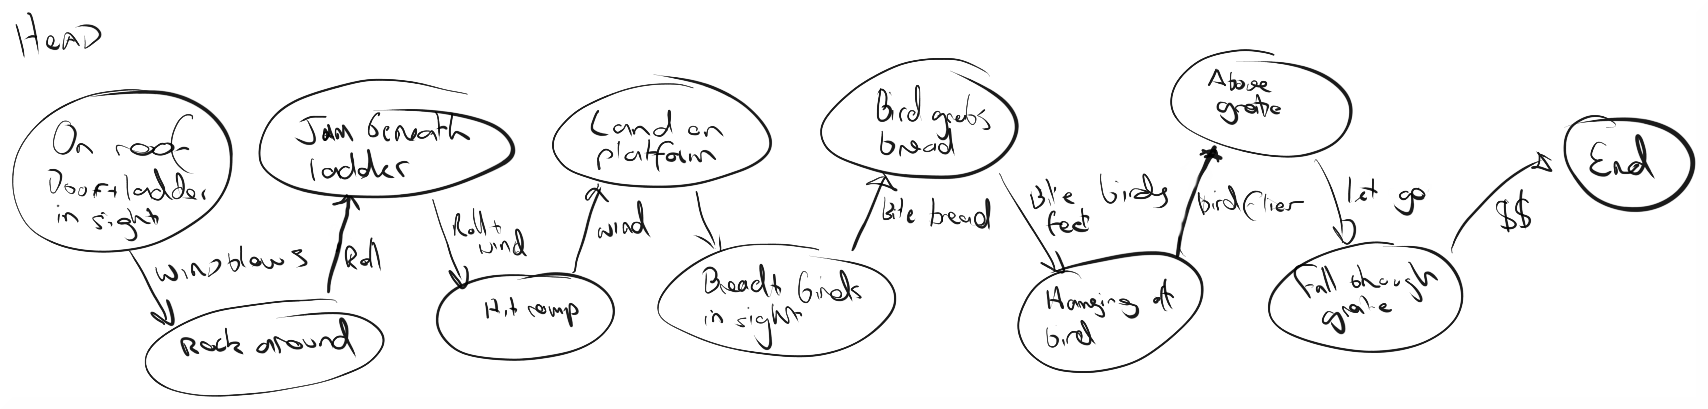 HEAD
On roof
Door+ladder
in sight
wind blows
Rock around
Roll
Jam beneath
ladder
Roll+
wind
Hit ramp
wind
Land on
platform
Bread+ birds
in sight
Bite bread
Bird grabs
bread
Bite birds
feet
Hanging off
bird
Bird flies
Above
grate
let go
Fall through
grate
$$
End